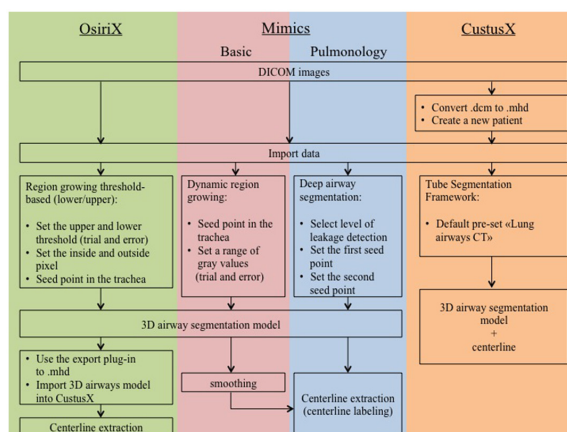 OsiriX
Mimics
CustusX
Basic
Pulmonology
DICOM images
• Convert .dcm to .mhd
• Create a new patient
Import data
Region growing threshold-
based (lower/upper):
• Set the upper and lower
threshold (trial and error)
• Set the inside and outside
pixel
• Seed point in the trachea
Dynamic region
growing:
• Seed point in the
trachea
• Set a range of
gray values
(trial and error)
Deep airway
segmentation:
• Select level of
leakage detection
• Set the first seed
point
• Set the second
seed point
Tube Segmentation
Framework:
• Default pre-set «Lung
airways CT»
3D airway segmentation model
3D airway segmentation
model
+
centerline
• Use the export plug-in
to .mhd
• Import 3D airways model
into CustusX
smoothing
Centerline extraction
(centerline labeling)
Centerline extraction